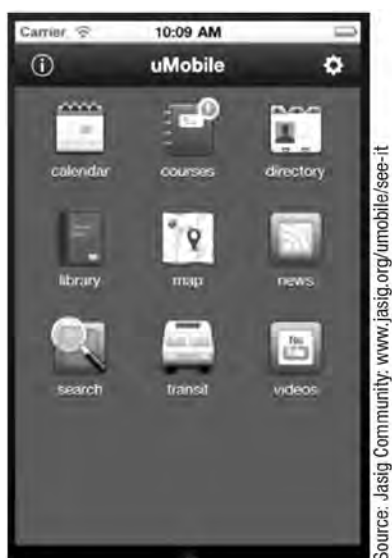 Carrier 10:09 AM
uMobile
calendar courses directory
library map news
search transit videos
You
Source: Jasig Community: www.jasig.org/umobile/see-it